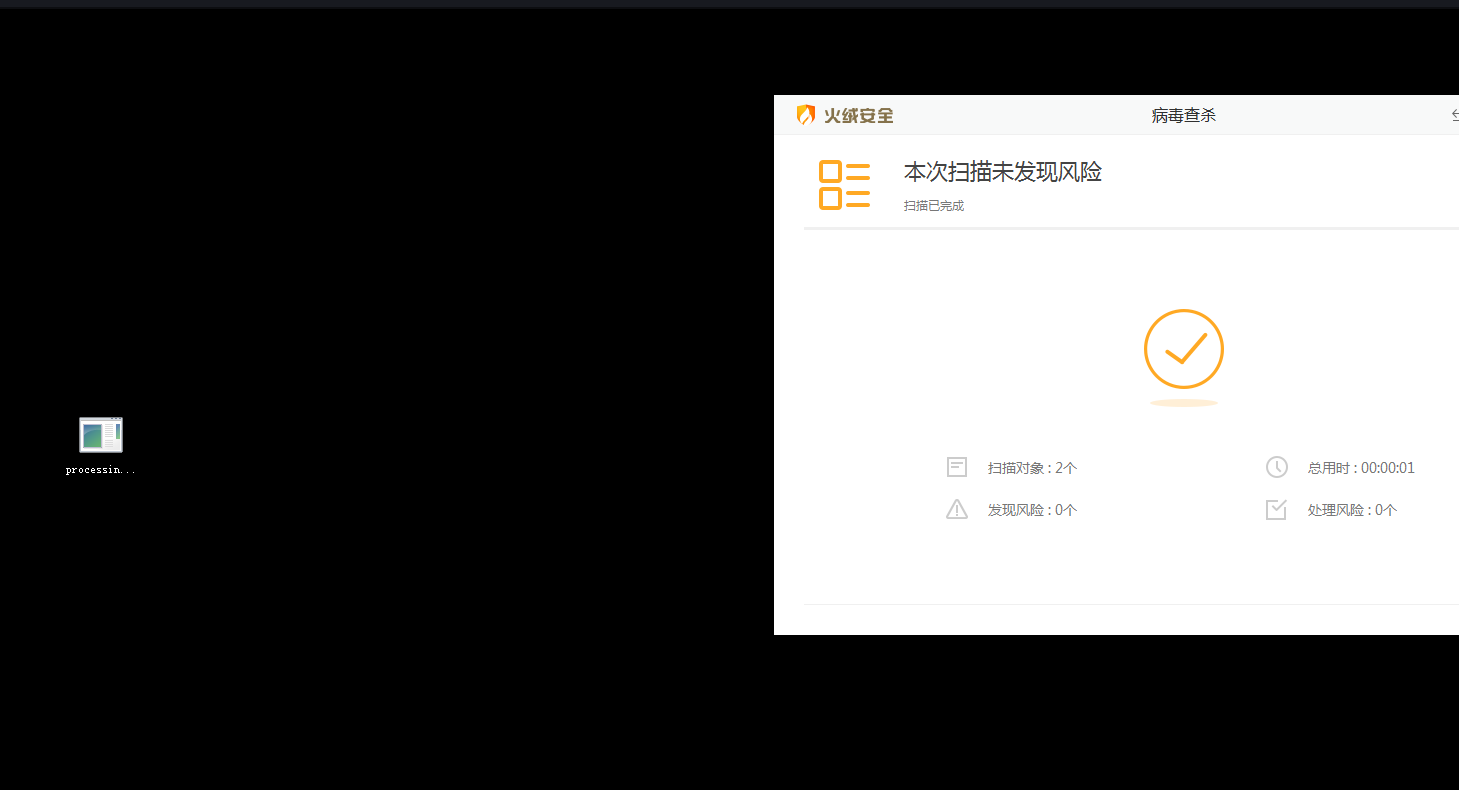 火绒安全
病毒查杀
本次扫描未发现风险
扫描已完成
processin...
扫描对象 : 2个
总用时 : 00:00:01
发现风险 : 0个
处理风险 : 0个